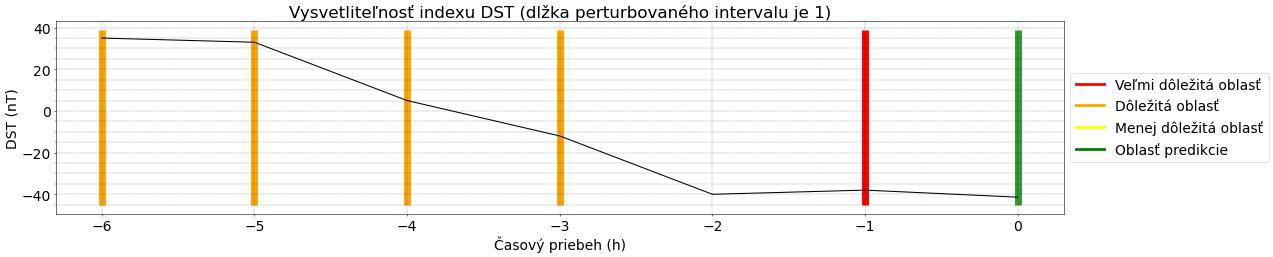 Vysvetliteľnosť indexu DST (dlžka perturbovaného intervalu je 1)
DST (nT)
40
20
0
−20
−40
−6 −5 −4 −3 −2 −1 0
Časový priebeh (h)
Veľmi dôležitá oblasť
Dôležitá oblasť
Menej dôležitá oblasť
Oblasť predikcie